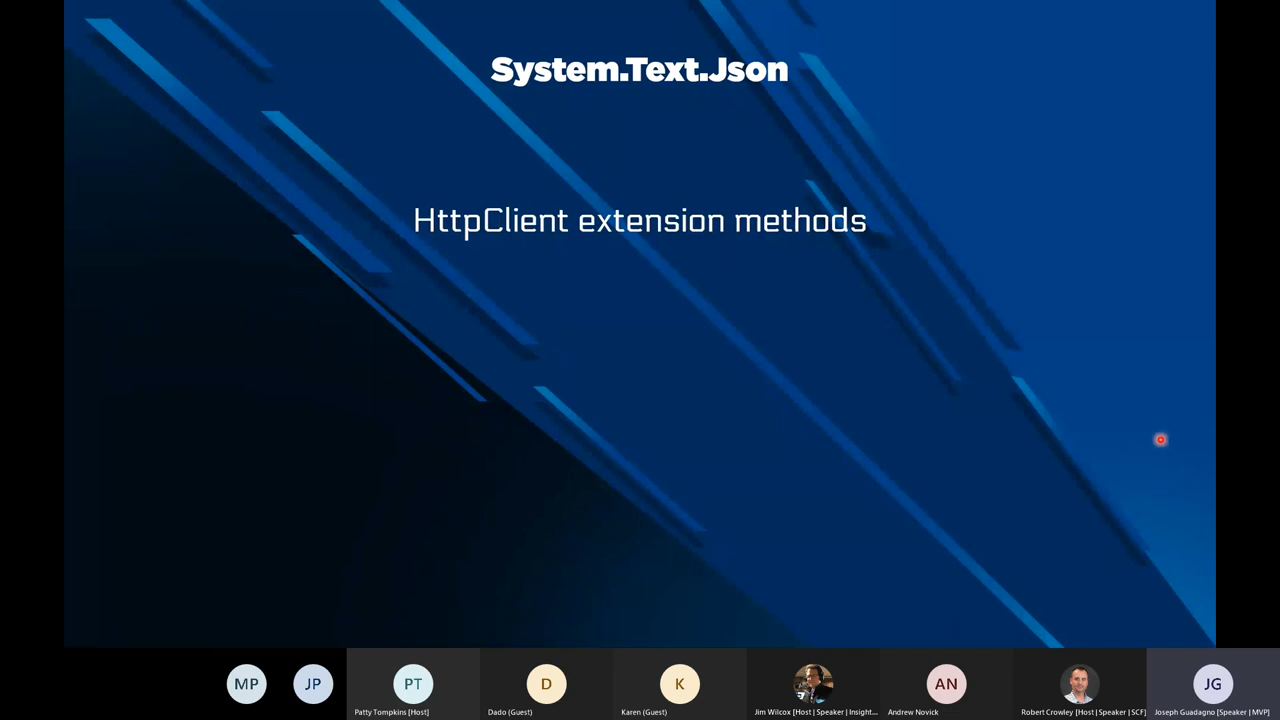 System.Text.Json
HttpClient extension methods
MP
JP
PT
D
K
AN
JG
Patty Tompkins [Host]
Dado (Guest)
Karen (Guest)
Jim Wilcox [Host | Speaker | Insight...
Andrew Novick
Robert Crowley [Host | Speaker | SCF]
Joseph Guadagno [Speaker | MVP]